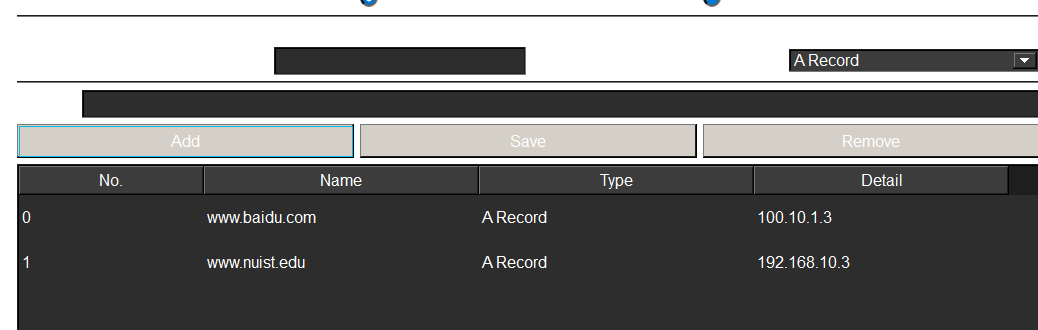 A Record
Add Save Remove
No. Name Type Detail
0 www.baidu.com A Record 100.10.1.3
1 www.nuist.edu A Record 192.168.10.3